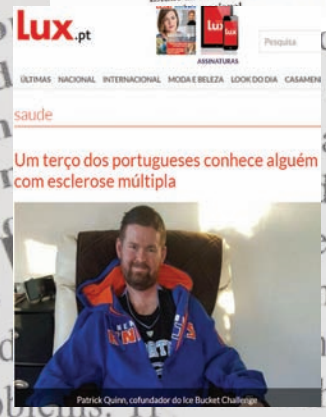 Lux.pt
ASSINATURAS
Pesquisa
ÚLTIMAS NACIONAL INTERNACIONAL MODA E BELEZA LOOK DO DIA CASAMEN
saude
Um terço dos portugueses conhece alguém
com esclerose múltipla
Patrick Quinn, cofundador do Ice Bucket Challenge